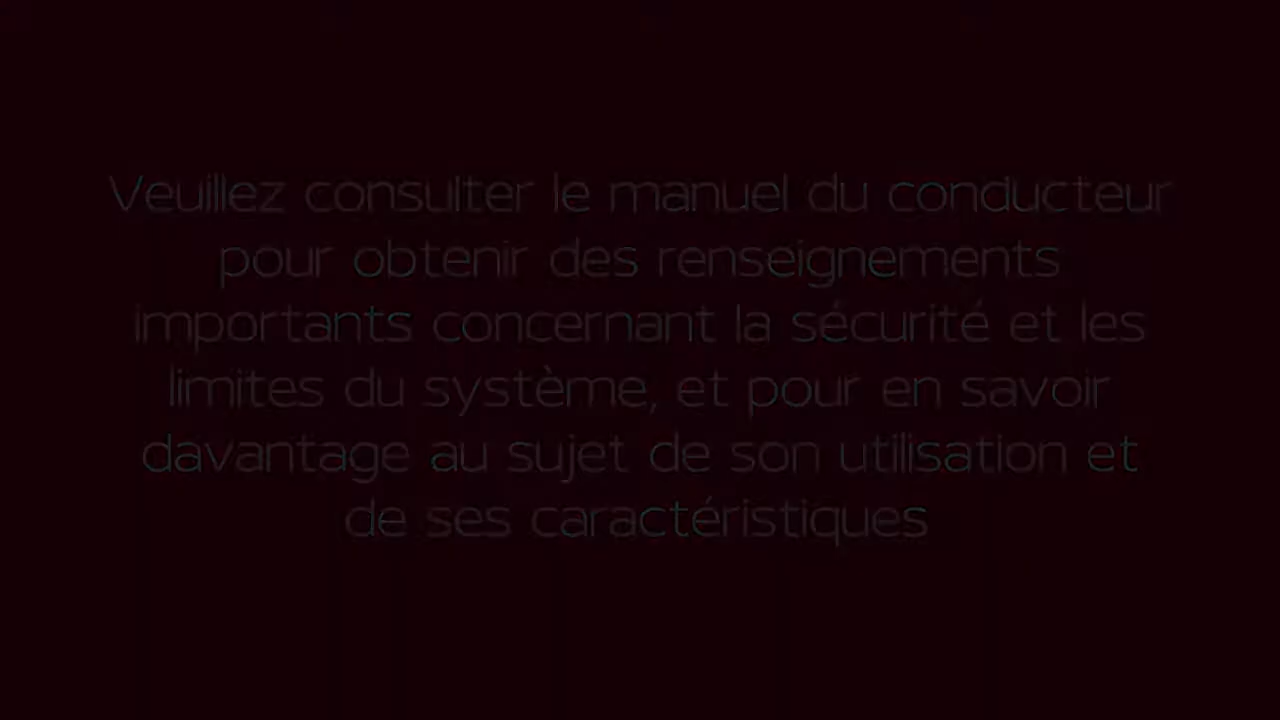 Veuillez consulter le manuel du conducteur
pour obtenir des renseignements
importants concernant la sécurité et les
limites du système, et pour en savoir
davantage au sujet de son utilisation et
de ses caractéristiques